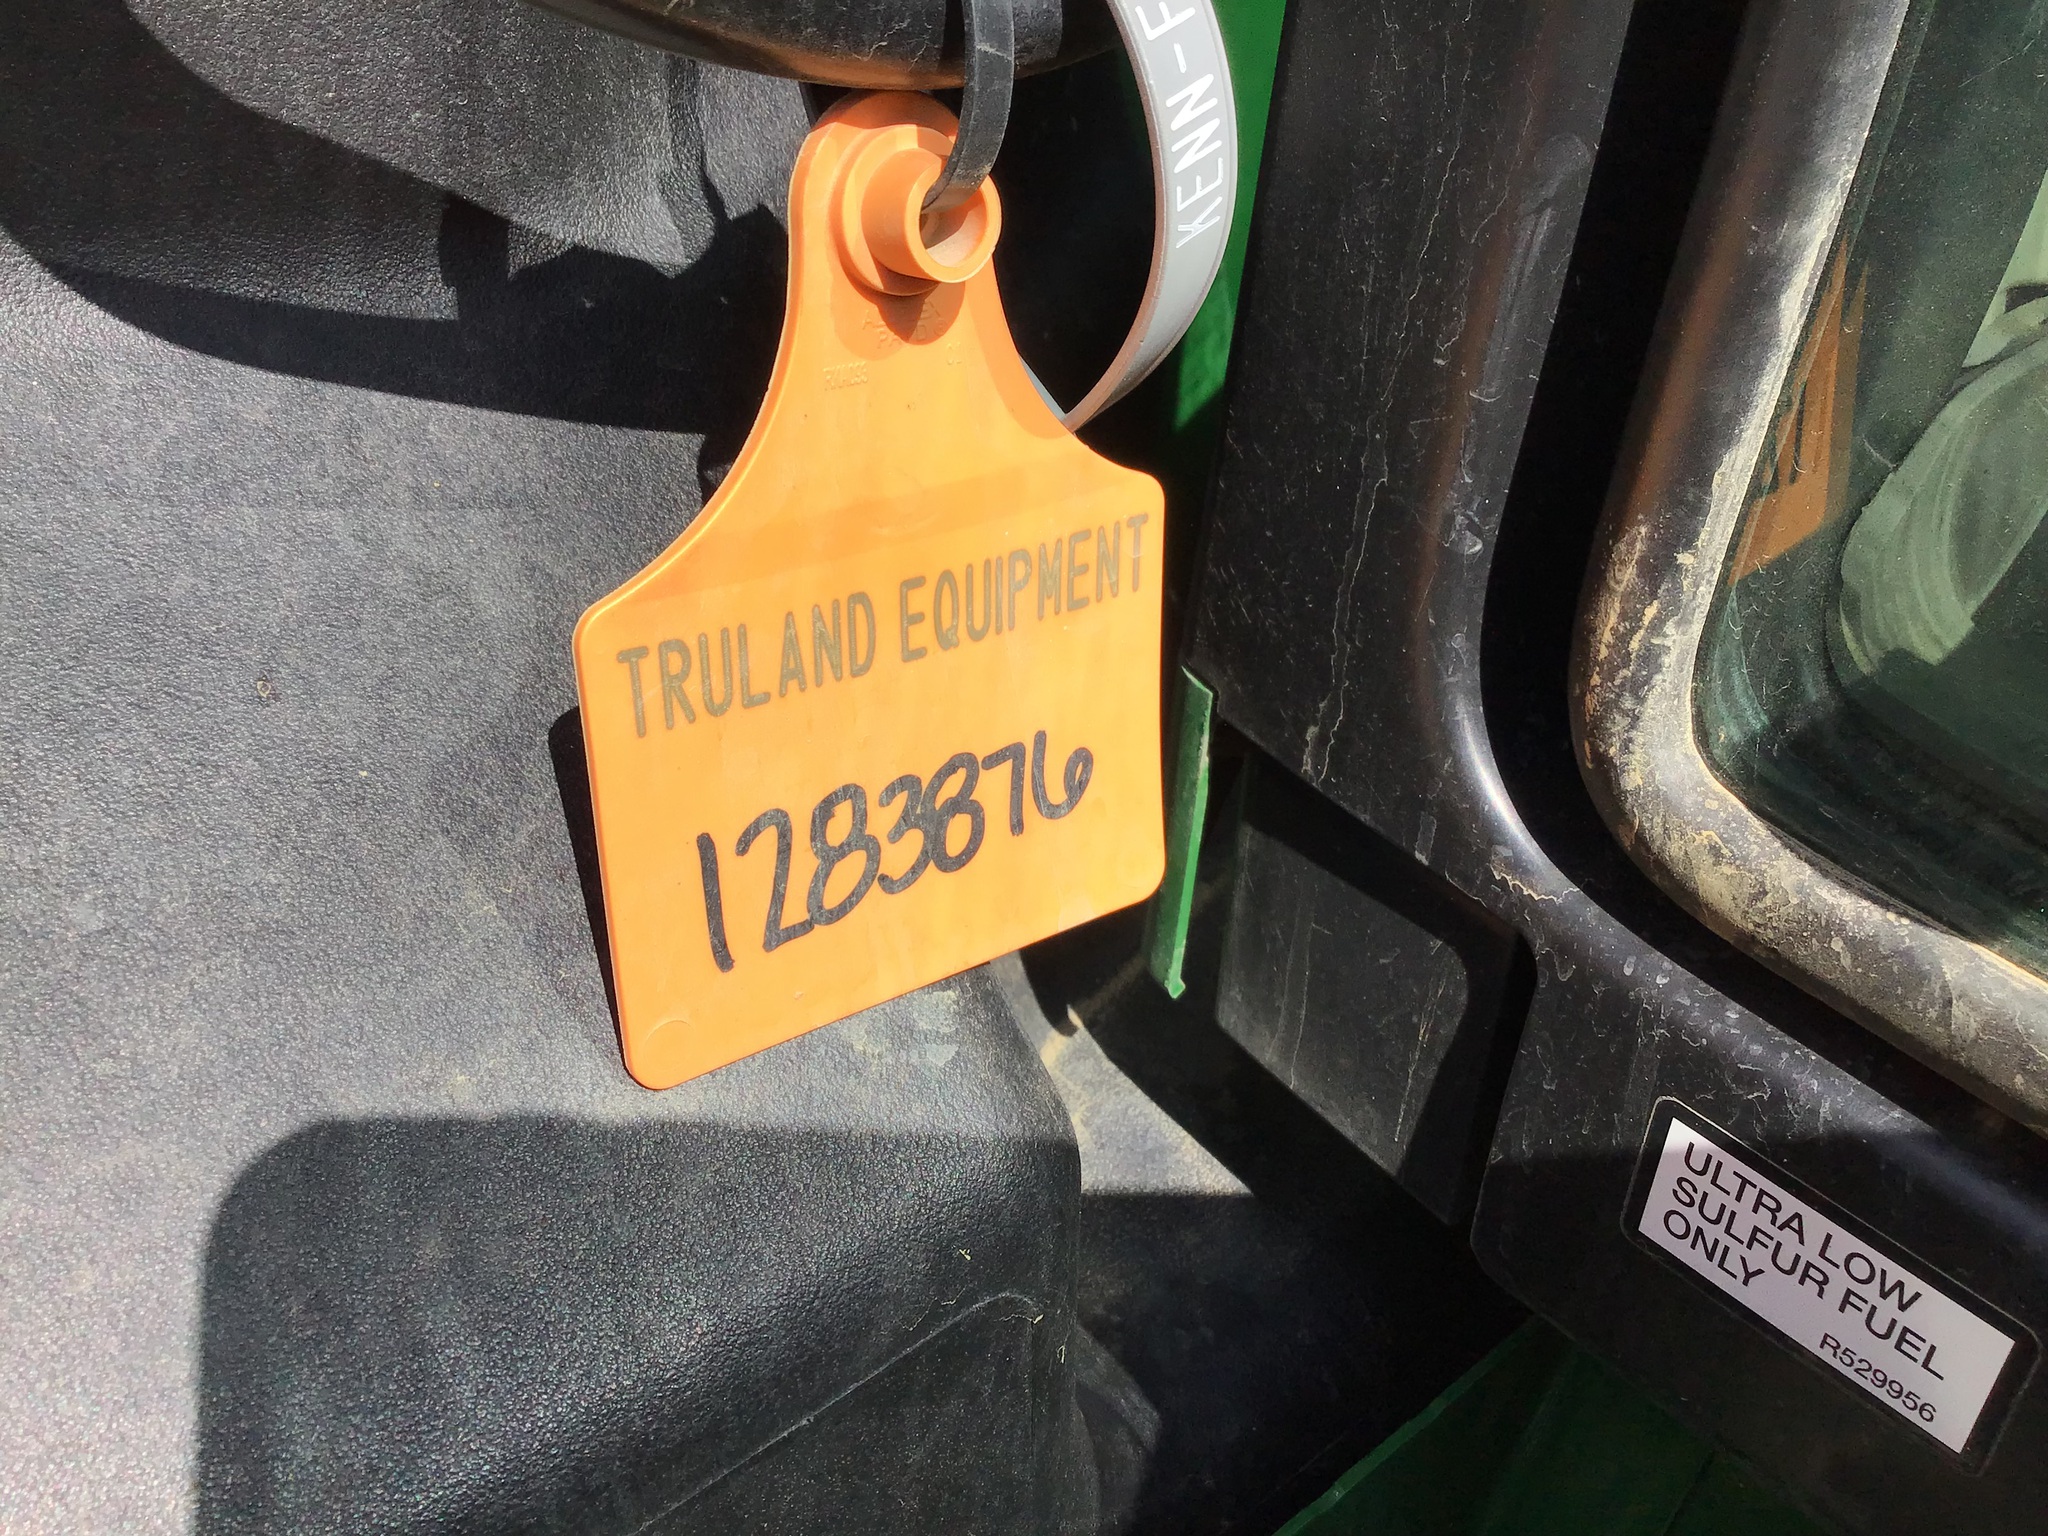 KENN-F
TRULAND EQUIPMENT
1283876
ULTRA LOW
SULFUR FUEL
ONLY
R529956